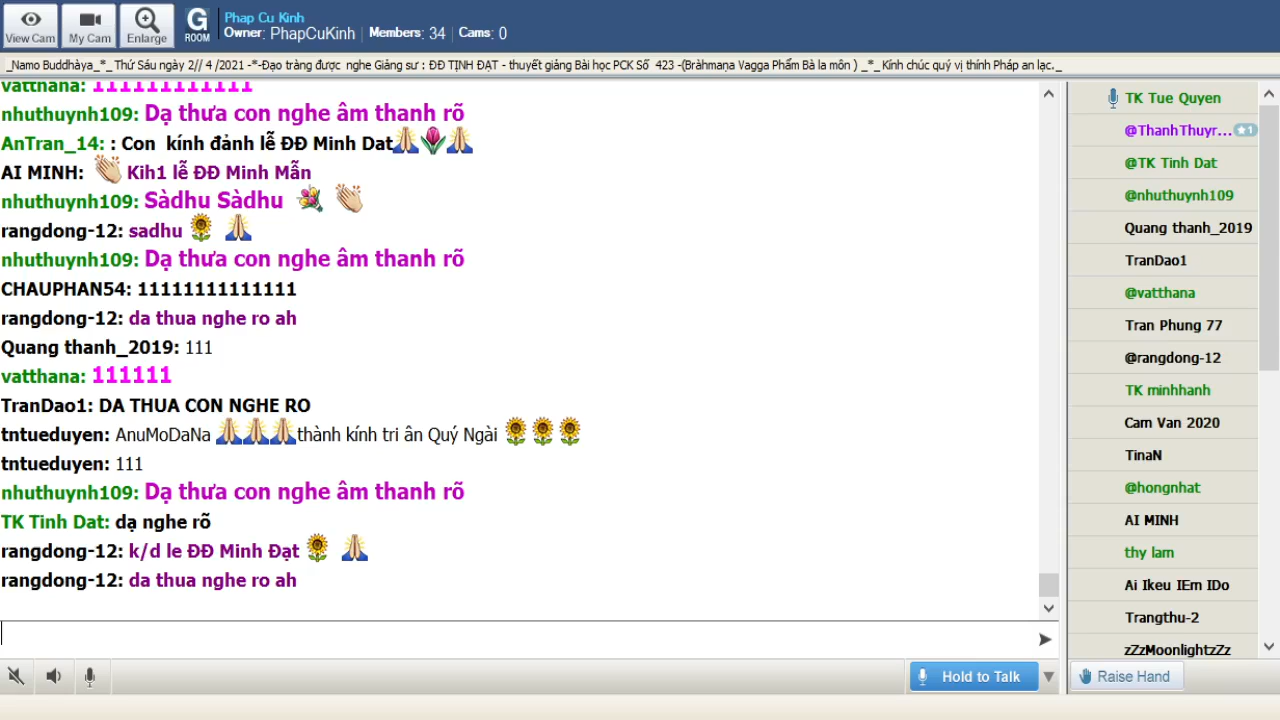 View Cam
My Cam
Enlarge
G
ROOM
Phap Cu Kinh
Owner: PhapCuKinh
Members: 34
Cams: 0
_Namo Buddhàya_*_Thứ Sáu ngày 2// 4 /2021 -*-Đạo tràng được nghe Giảng sư : ĐĐ TỊNH ĐẠT - thuyết giảng Bài học PCK Số 423 -(Bràhmaṇa Vagga Phẩm Bà la môn ) _*_Kính chúc quý vị thính Pháp an lạc._
vatthana: 111111111111
nhuthuynh109: Dạ thưa con nghe âm thanh rõ
AnTran_14: : Con kính đảnh lễ ĐĐ Minh Dat
AI MINH: Kih1 lễ ĐĐ Minh Mẫn
nhuthuynh109: Sàdhu Sàdhu
rangdong-12: sadhu
nhuthuynh109: Dạ thưa con nghe âm thanh rõ
CHAUPHAN54: 11111111111111
rangdong-12: da thua nghe ro ah
Quang thanh_2019: 111
vatthana: 111111
TranDao1: DA THUA CON NGHE RO
tntueduyen: AnuMoDaNa thành kính tri ân Quý Ngài
tntueduyen: 111
nhuthuynh109: Dạ thưa con nghe âm thanh rõ
TK Tinh Dat: dạ nghe rõ
rangdong-12: k/d le ĐĐ Minh Đạt
rangdong-12: da thua nghe ro ah
Hold to Talk
TK Tue Quyen
@ThanhThuyr... ★1
@TK Tinh Dat
@nhuthuynh109
Quang thanh_2019
TranDao1
@vatthana
Tran Phung 77
@rangdong-12
TK minhhanh
Cam Van 2020
TinaN
@hongnhat
AI MINH
thy lam
Ai Ikeu IEm IDo
Trangthu-2
zZzMoonlightzZz
Raise Hand